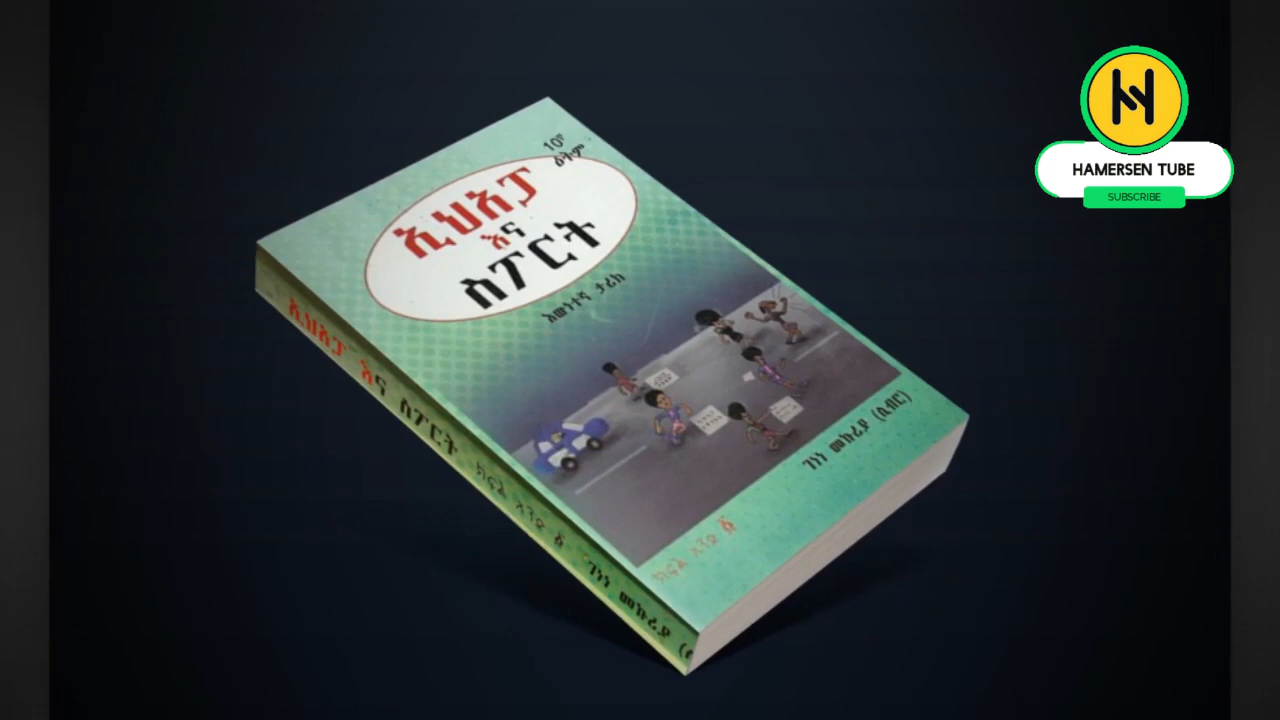 10ኛ
ዕትም
ኢህአፓ
እና
ስፖርት
እውነተኛ ታሪክ
ገነነ መኩሪያ (ሊብሮ)
ክፍል አንድ ፩
ኢህአፓ እና ስፖርት ክፍል አንድ ፩ ገነነ መኩሪያ
HAMERSEN TUBE
SUBSCRIBE